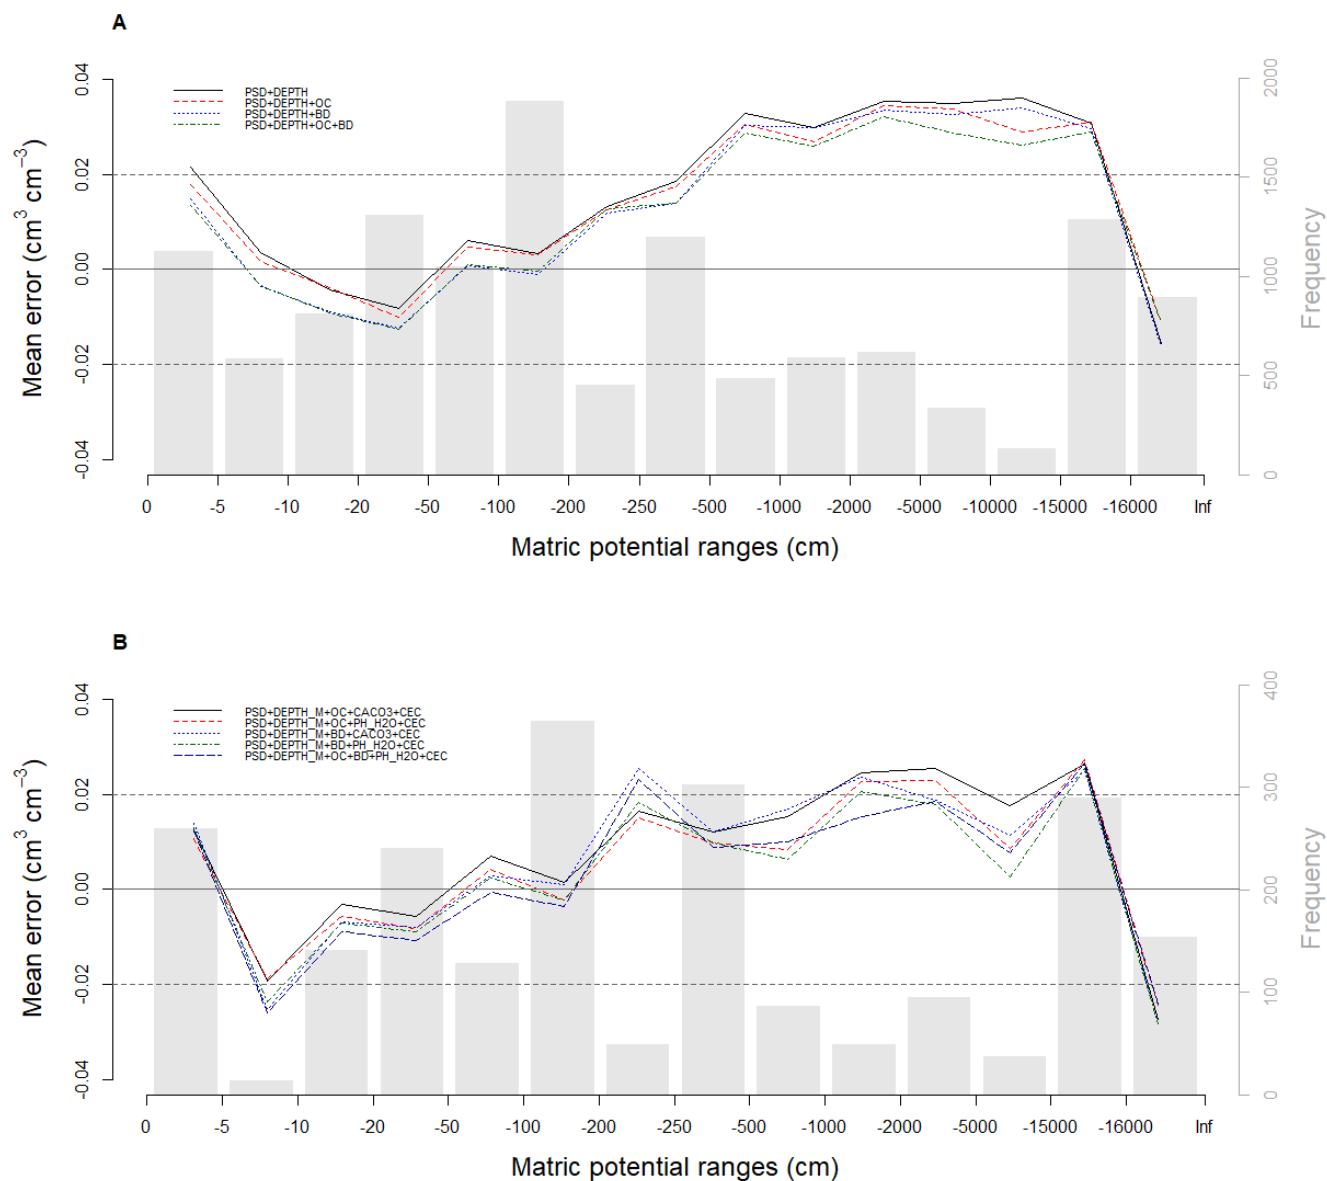 A
PSD+DEPTH
PSD+DEPTH+OC
PSD+DEPTH+BD
PSD+DEPTH+OC+BD
Mean error (cm³ cm⁻³)
0.04
0.02
0.00
-0.02
-0.04
2000
1500
1000
500
0
Frequency
0 -5 -10 -20 -50 -100 -200 -250 -500 -1000 -2000 -5000 -10000 -15000 -16000 Inf
Matric potential ranges (cm)
B
PSD+DEPTH_M+OC+CACO3+CEC
PSD+DEPTH_M+OC+PH_H2O+CEC
PSD+DEPTH_M+BD+CACO3+CEC
PSD+DEPTH_M+BD+PH_H2O+CEC
PSD+DEPTH_M+OC+BD+PH_H2O+CEC
Mean error (cm³ cm⁻³)
0.04
0.02
0.00
-0.02
-0.04
400
300
200
100
0
Frequency
0 -5 -10 -20 -50 -100 -200 -250 -500 -1000 -2000 -5000 -15000 -16000 Inf
Matric potential ranges (cm)